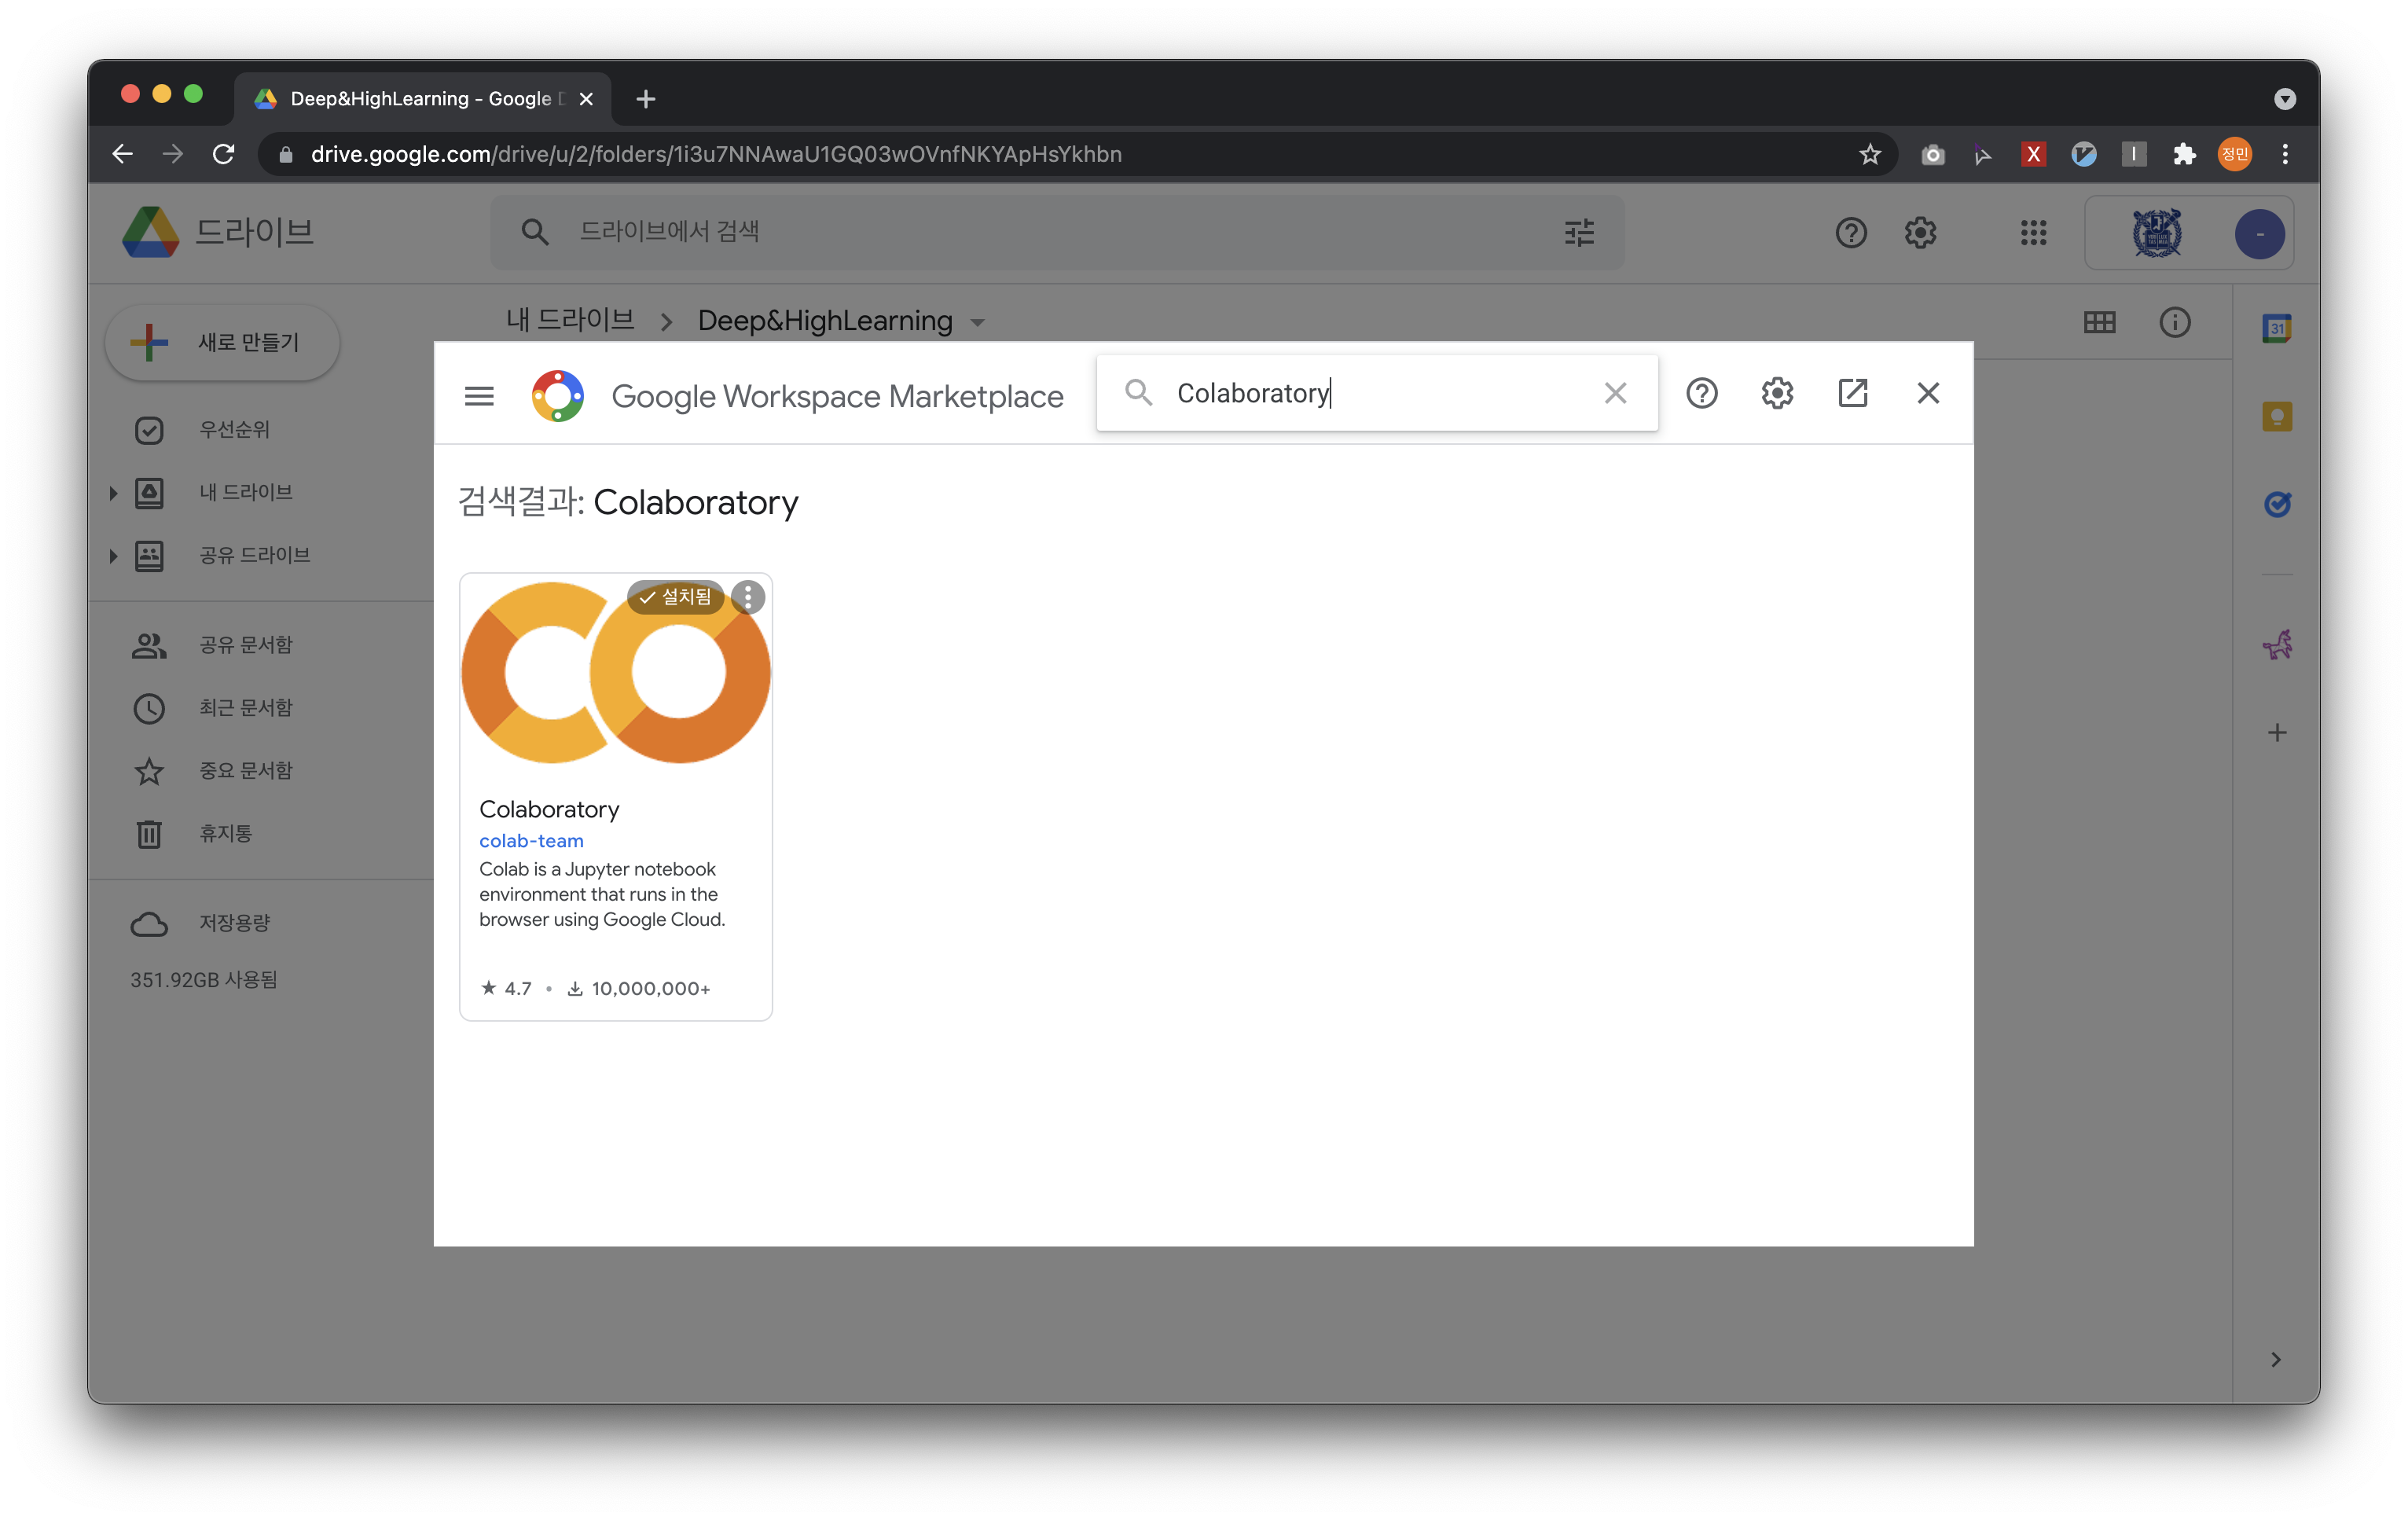 Deep&HighLearning - Google D
drive.google.com/drive/u/2/folders/1i3u7NNAwaU1GQ03wOVnfNKYApHsYkhbn
X
I
정민
드라이브
드라이브에서 검색
-
새로 만들기
내 드라이브 > Deep&HighLearning
31
Google Workspace Marketplace
Colaboratory
우선순위
내 드라이브
공유 드라이브
공유 문서함
최근 문서함
중요 문서함
휴지통
저장용량
351.92GB 사용됨
검색결과: Colaboratory
설치됨
Colaboratory
colab-team
Colab is a Jupyter notebook
environment that runs in the
browser using Google Cloud.
4.7 • 10,000,000+